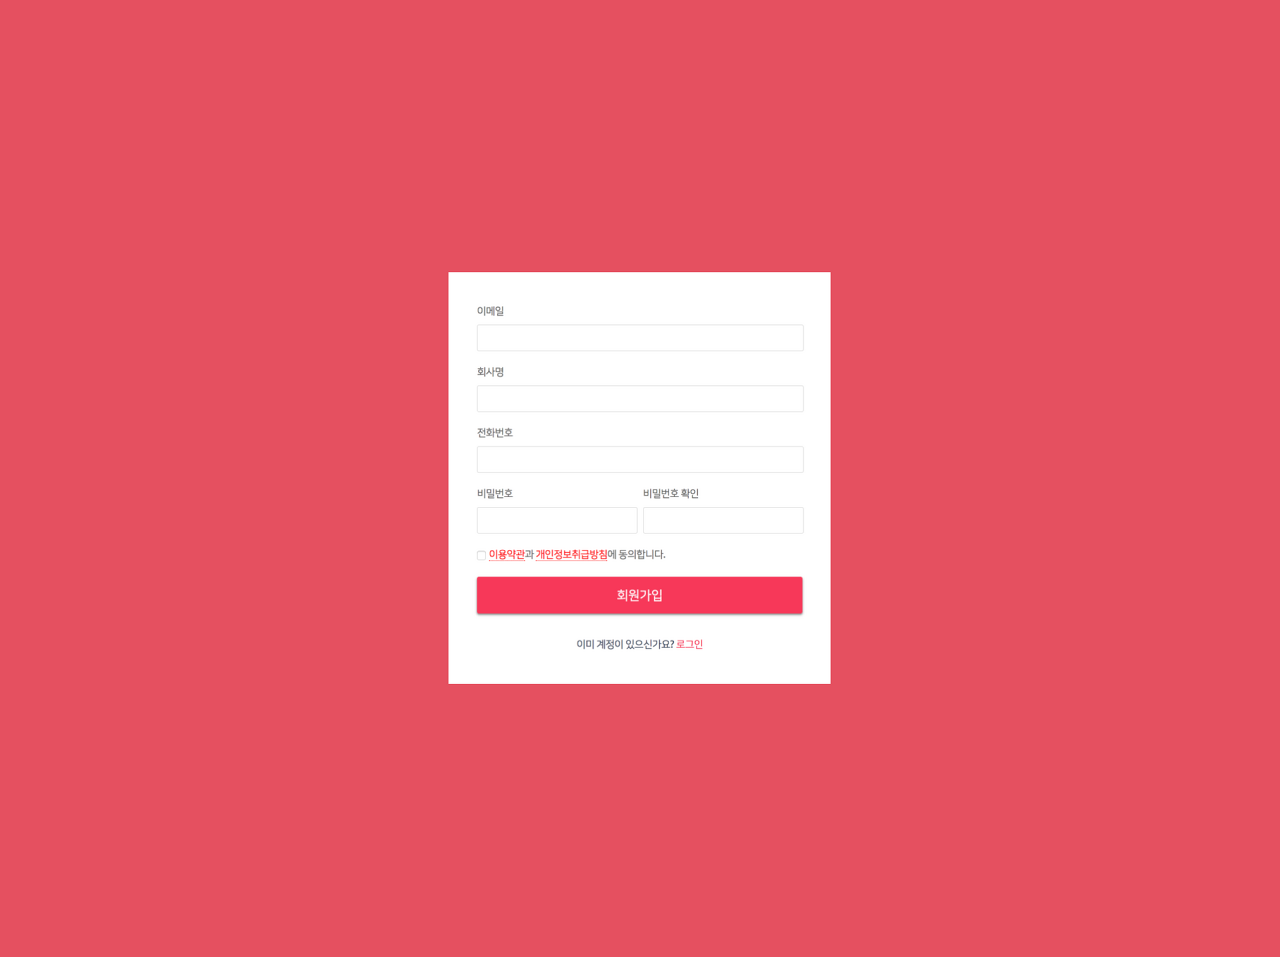 이메일
회사명
전화번호
비밀번호 비밀번호 확인
이용약관과 개인정보취급방침에 동의합니다.
회원가입
이미 계정이 있으신가요? 로그인